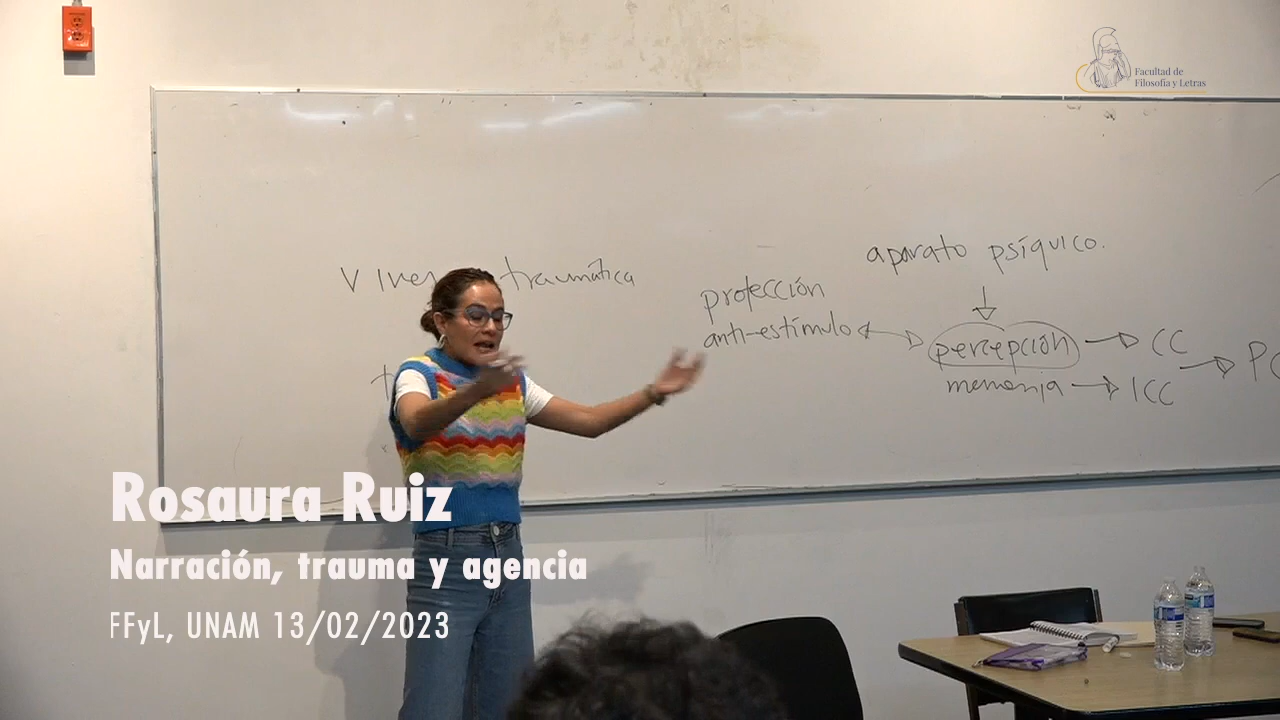 Facultad de
Filosofía y Letras
aparato psíquico.
traumática
protección
anti-estímulo
percepción
CC
memoria
ICC
Rosaura Ruiz
Narración, trauma y agencia
FFyL, UNAM 13/02/2023